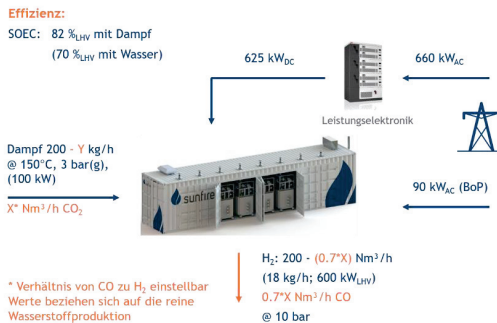 Effizienz:
SOEC: 82 %LHV mit Dampf
(70 %LHV mit Wasser)
625 kWDC
660 kWAC
Leistungselektronik
Dampf 200 - Y kg/h
@ 150°C, 3 bar(g),
(100 kW)
X* Nm³/h CO₂
sunfire
90 kWAC (BoP)
H₂: 200 - (0.7*X) Nm³/h
(18 kg/h; 600 kWLHV)
0.7*X Nm³/h CO
@ 10 bar
* Verhältnis von CO zu H₂ einstellbar
Werte beziehen sich auf die reine
Wasserstoffproduktion